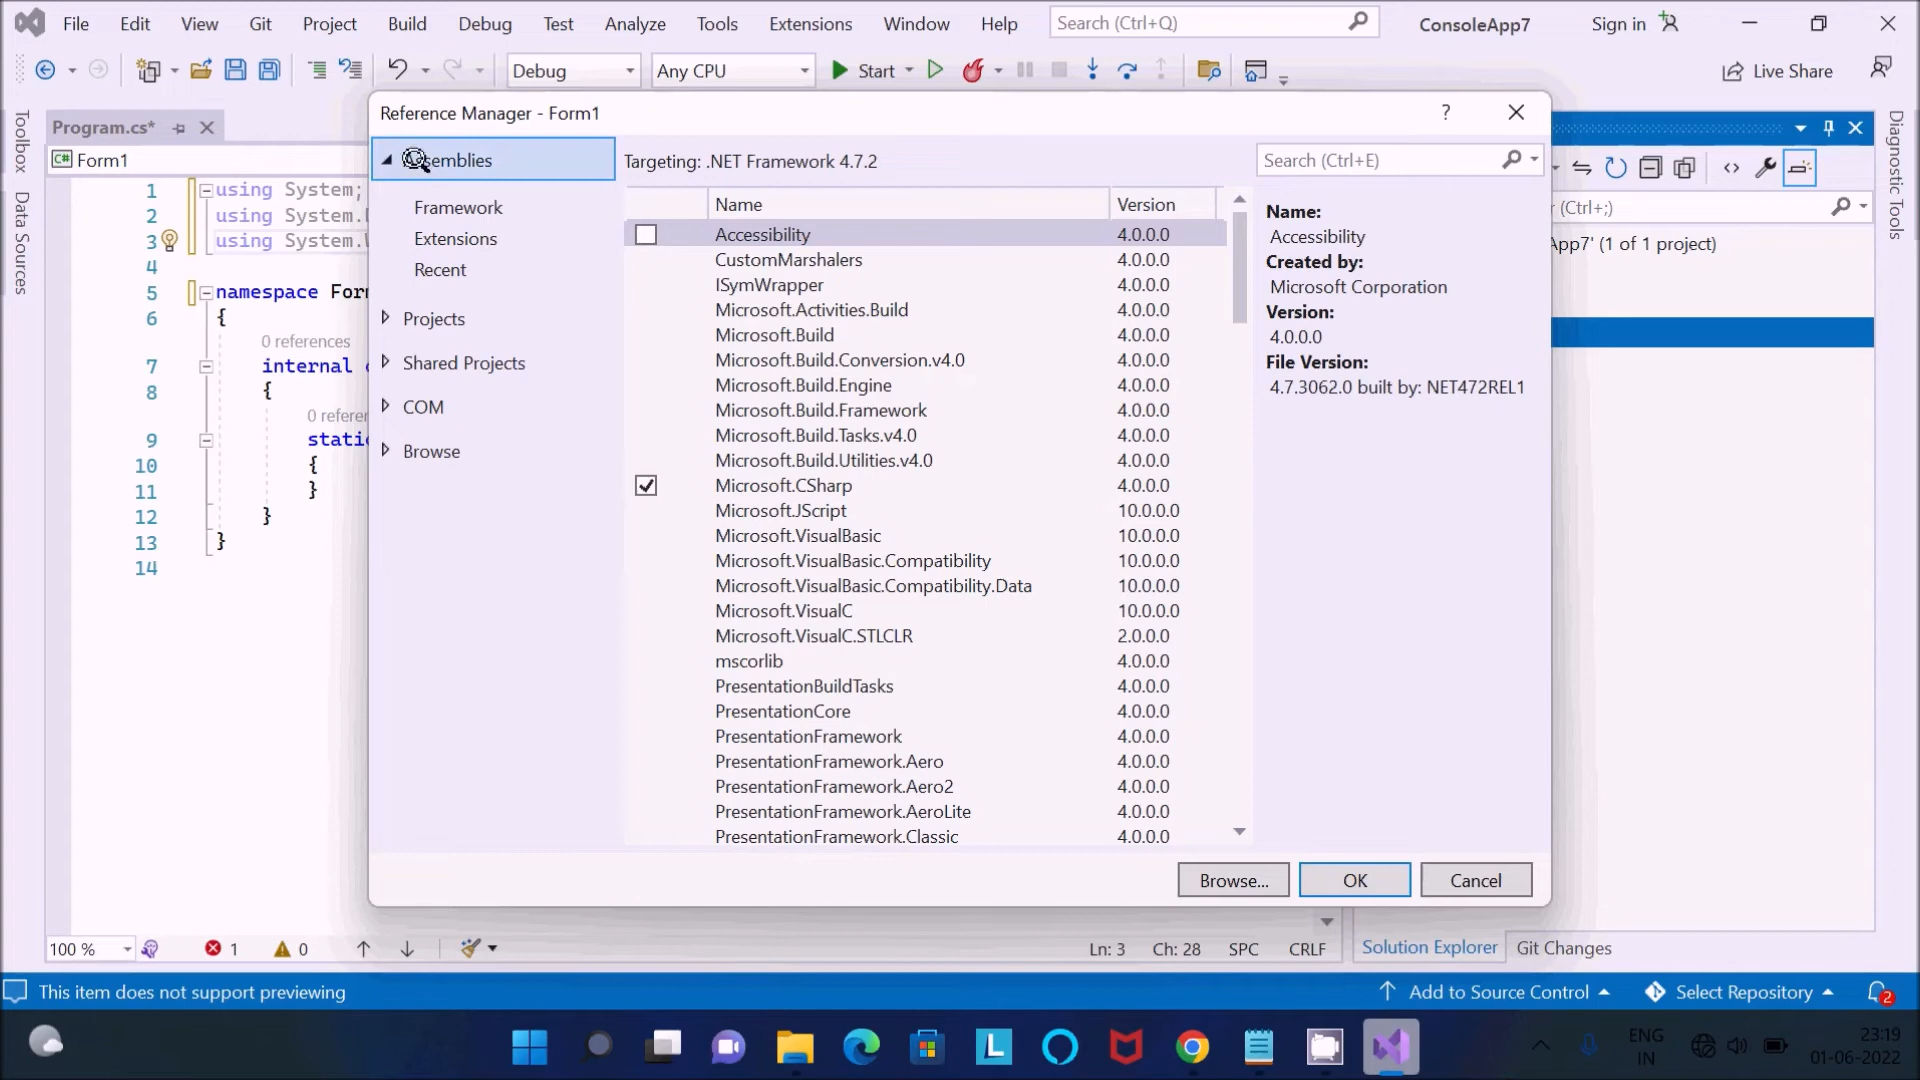 File Edit View Git Project Build Debug Test Analyze Tools Extensions Window Help Search (Ctrl+Q) ConsoleApp7 Sign in
Debug Any CPU Start Live Share
Reference Manager - Form1 ?
Toolbox
Data Sources
Program.cs*
Form1
1 using System;
2 using System.
3 using System.
4
5 namespace For
6 {
0 references
7 internal
8 {
0 refere
9 stati
10 {
11 }
12 }
13 }
14
Framework
Extensions
Recent
Projects
Shared Projects
COM
Browse
Targeting: .NET Framework 4.7.2
Search (Ctrl+E)
Name Version
Accessibility 4.0.0.0
CustomMarshalers 4.0.0.0
ISymWrapper 4.0.0.0
Microsoft.Activities.Build 4.0.0.0
Microsoft.Build 4.0.0.0
Microsoft.Build.Conversion.v4.0 4.0.0.0
Microsoft.Build.Engine 4.0.0.0
Microsoft.Build.Framework 4.0.0.0
Microsoft.Build.Tasks.v4.0 4.0.0.0
Microsoft.Build.Utilities.v4.0 4.0.0.0
Microsoft.CSharp 4.0.0.0
Microsoft.JScript 10.0.0.0
Microsoft.VisualBasic 10.0.0.0
Microsoft.VisualBasic.Compatibility 10.0.0.0
Microsoft.VisualBasic.Compatibility.Data 10.0.0.0
Microsoft.VisualC 10.0.0.0
Microsoft.VisualC.STLCLR 2.0.0.0
mscorlib 4.0.0.0
PresentationBuildTasks 4.0.0.0
PresentationCore 4.0.0.0
PresentationFramework 4.0.0.0
PresentationFramework.Aero 4.0.0.0
PresentationFramework.Aero2 4.0.0.0
PresentationFramework.AeroLite 4.0.0.0
PresentationFramework.Classic 4.0.0.0
Name:
Accessibility
Created by:
Microsoft Corporation
Version:
4.0.0.0
File Version:
4.7.3062.0 built by: NET472REL1
Browse... OK Cancel
(Ctrl+;)
App7' (1 of 1 project)
Diagnostic Tools
100 % 1 0 Ln: 3 Ch: 28 SPC CRLF
Solution Explorer Git Changes
This item does not support previewing Add to Source Control Select Repository 2
ENG
IN
23:19
01-06-2022